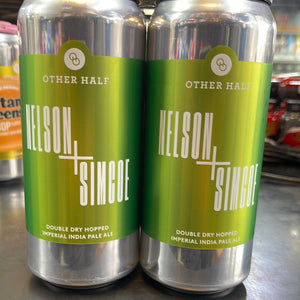 OTHER HALF
NELSON
+
SIMCOE
DOUBLE DRY HOPPED
IMPERIAL INDIA PALE ALE
OTHER HALF
NELSON
+
SIMCOE
DOUBLE DRY HOPPED
IMPERIAL INDIA PALE ALE